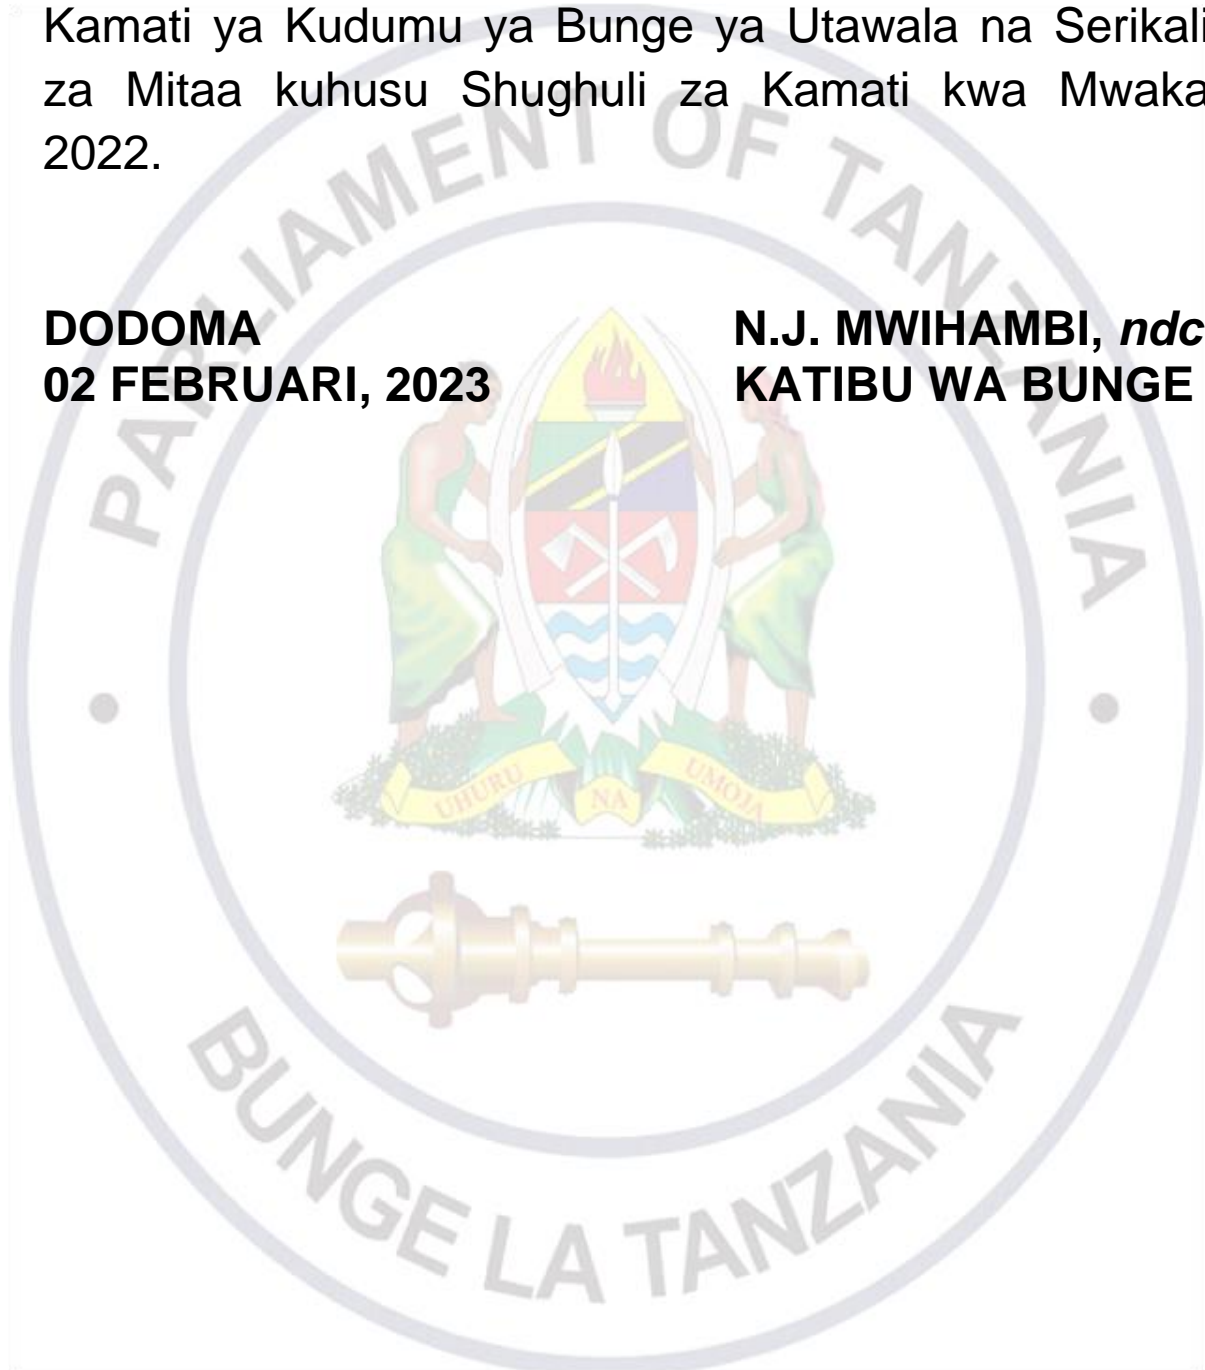 Kamati ya Kudumu ya Bunge ya Utawala na Serikali
za Mitaa kuhusu Shughuli za Kamati kwa Mwaka
2022.
PARLIAMENT OF TANZANIA
DODOMA N.J. MWIHAMBI, ndc
02 FEBRUARI, 2023 KATIBU WA BUNGE
UHURU NA UMOJA
BUNGE LA TANZANIA